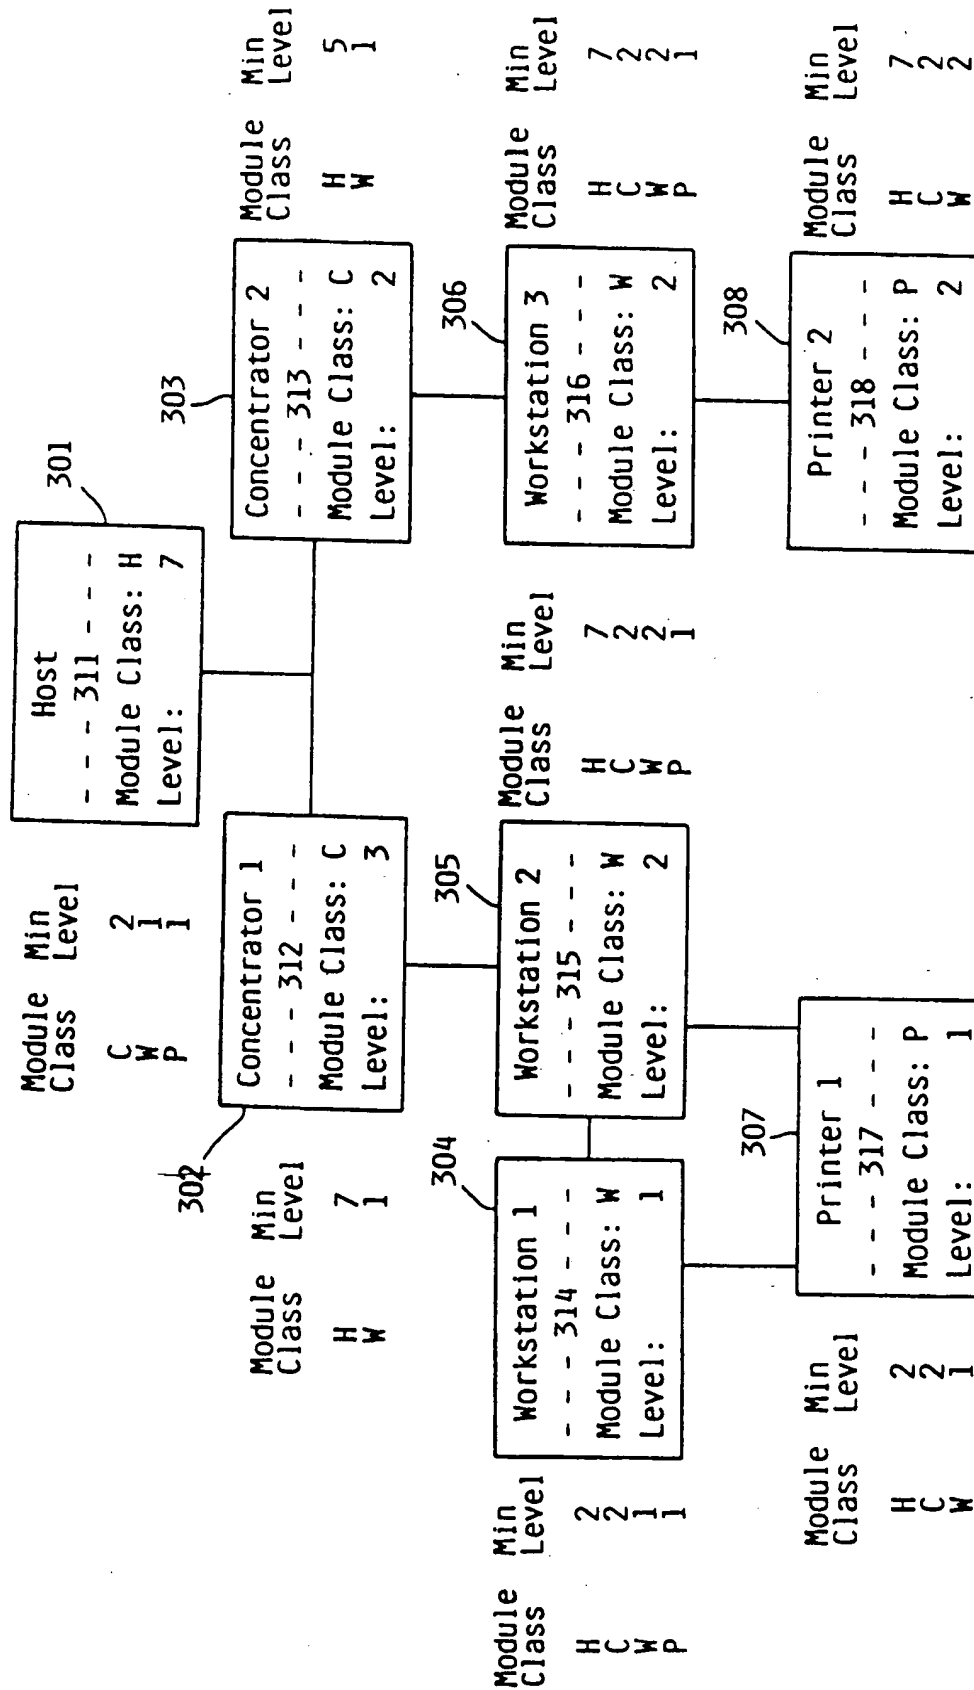 Host
- - - 311 - - -
Module Class: H
Level: 7
301
Module Min
Class Level
C 2
W 1
P 1
Concentrator 1
- - - 312 - - -
Module Class: C
Level: 3
302
Module Min
Class Level
H 7
W 1
Concentrator 2
- - - 313 - - -
Module Class: C
Level: 2
303
Module Min
Class Level
H 5
W 1
Workstation 1
- - - 314 - - -
Module Class: W
Level: 1
304
Module Min
Class Level
H 2
C 2
W 1
P 1
Workstation 2
- - - 315 - - -
Module Class: W
Level: 2
305
Module Min
Class Level
H 7
C 2
W 2
P 1
Workstation 3
- - - 316 - - -
Module Class: W
Level: 2
306
Module Min
Class Level
H 7
C 2
W 2
P 1
Printer 1
- - - 317 - - -
Module Class: P
Level: 1
307
Module Min
Class Level
H 2
C 2
W 1
Printer 2
- - - 318 - - -
Module Class: P
Level: 2
308
Module Min
Class Level
H 7
C 2
W 2